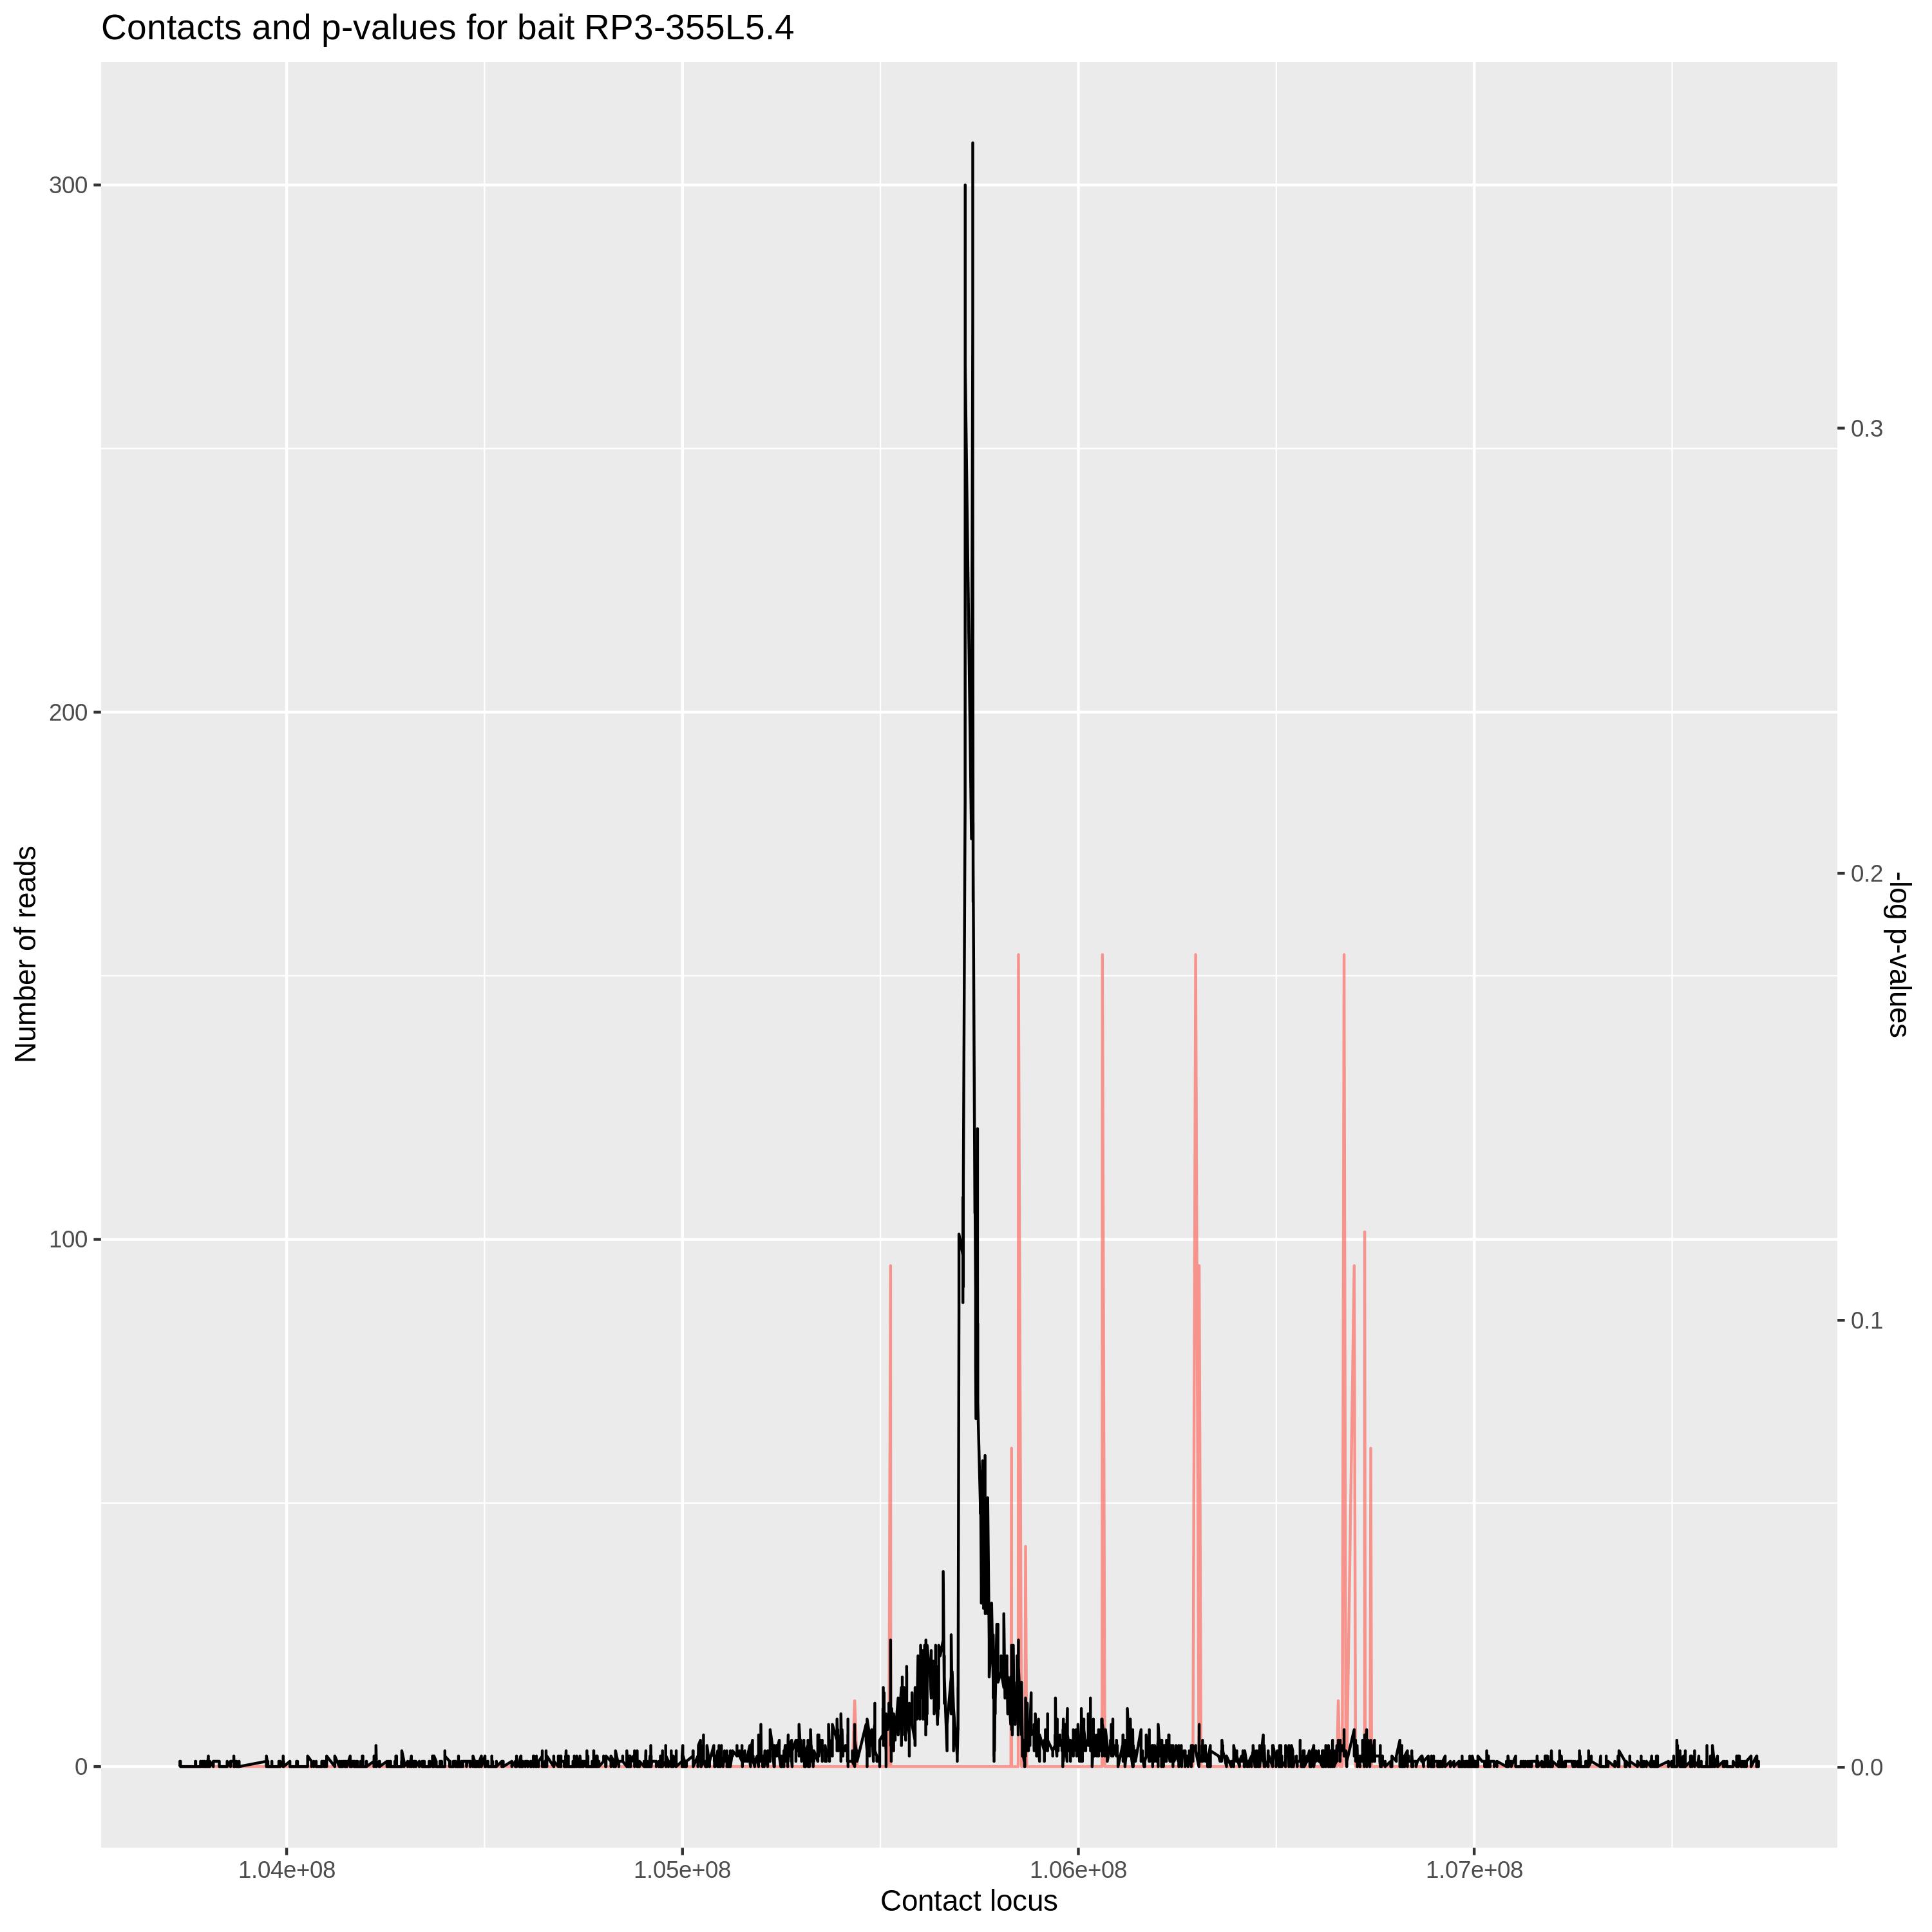 Contacts and p-values for bait RP3-355L5.4
300
200
100
0
Number of reads
0.3
0.2
0.1
0.0
-log p-values
1.04e+08
1.05e+08
1.06e+08
1.07e+08
Contact locus